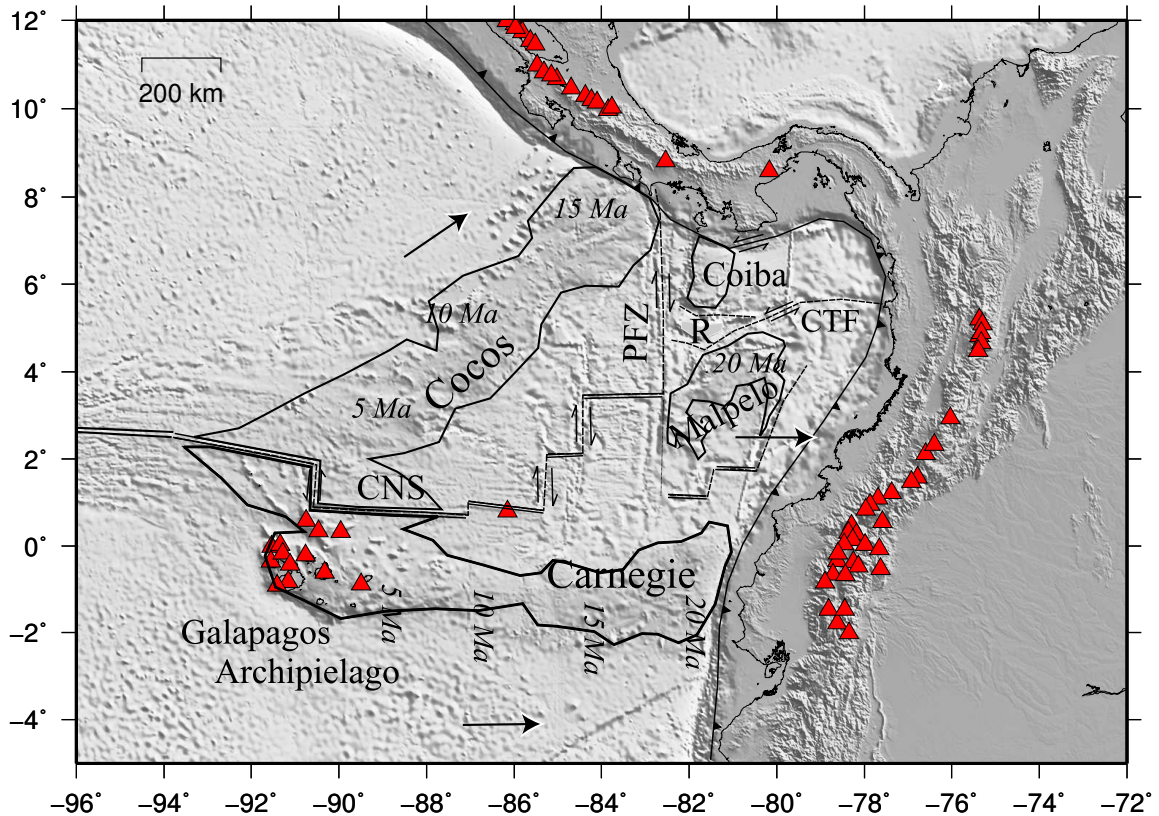 12°
10°
8°
6°
4°
2°
0°
−2°
−4°
200 km
15 Ma
Coiba
10 Ma
PFZ
R
CTF
20 Ma
Cocos
5 Ma
Malpelo
CNS
Carnegie
5 Ma
10 Ma
15 Ma
20 Ma
Galapagos
Archipielago
−96° −94° −92° −90° −88° −86° −84° −82° −80° −78° −76° −74° −72°